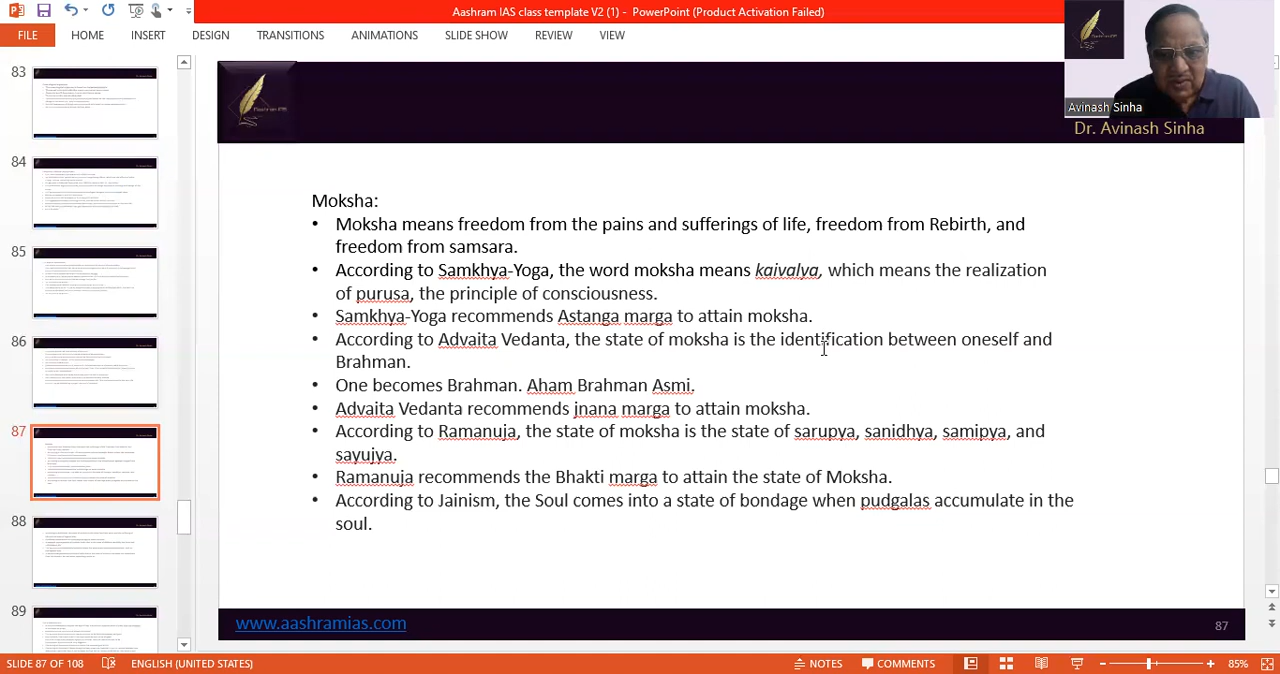 Aashram IAS class template V2 (1) - PowerPoint (Product Activation Failed)
FILE HOME INSERT DESIGN TRANSITIONS ANIMATIONS SLIDE SHOW REVIEW VIEW
Avinash Sinha
Dr. Avinash Sinha
83
84
85
86
87
88
89
Moksha:
• Moksha means freedom from the pains and sufferings of life, freedom from Rebirth, and
freedom from samsara.
• According to Samkhya Yoga, the word moksha means kaivalya, which means the realization
of purusa, the principle of consciousness.
• Samkhya-Yoga recommends Astanga marga to attain moksha.
• According to Advaita Vedanta, the state of moksha is the identification between oneself and
Brahman.
• One becomes Brahman. Aham Brahman Asmi.
• Advaita Vedanta recommends jnana marga to attain moksha.
• According to Ramanuja, the state of moksha is the state of sarupya, sanidhya, samipya, and
sayujya.
• Ramanuja recommends the Bhakti marga to attain the state of Moksha.
• According to Jainism, the Soul comes into a state of bondage when pudgalas accumulate in the
soul.
www.aashramias.com
87
SLIDE 87 OF 108 ENGLISH (UNITED STATES) NOTES COMMENTS 85%